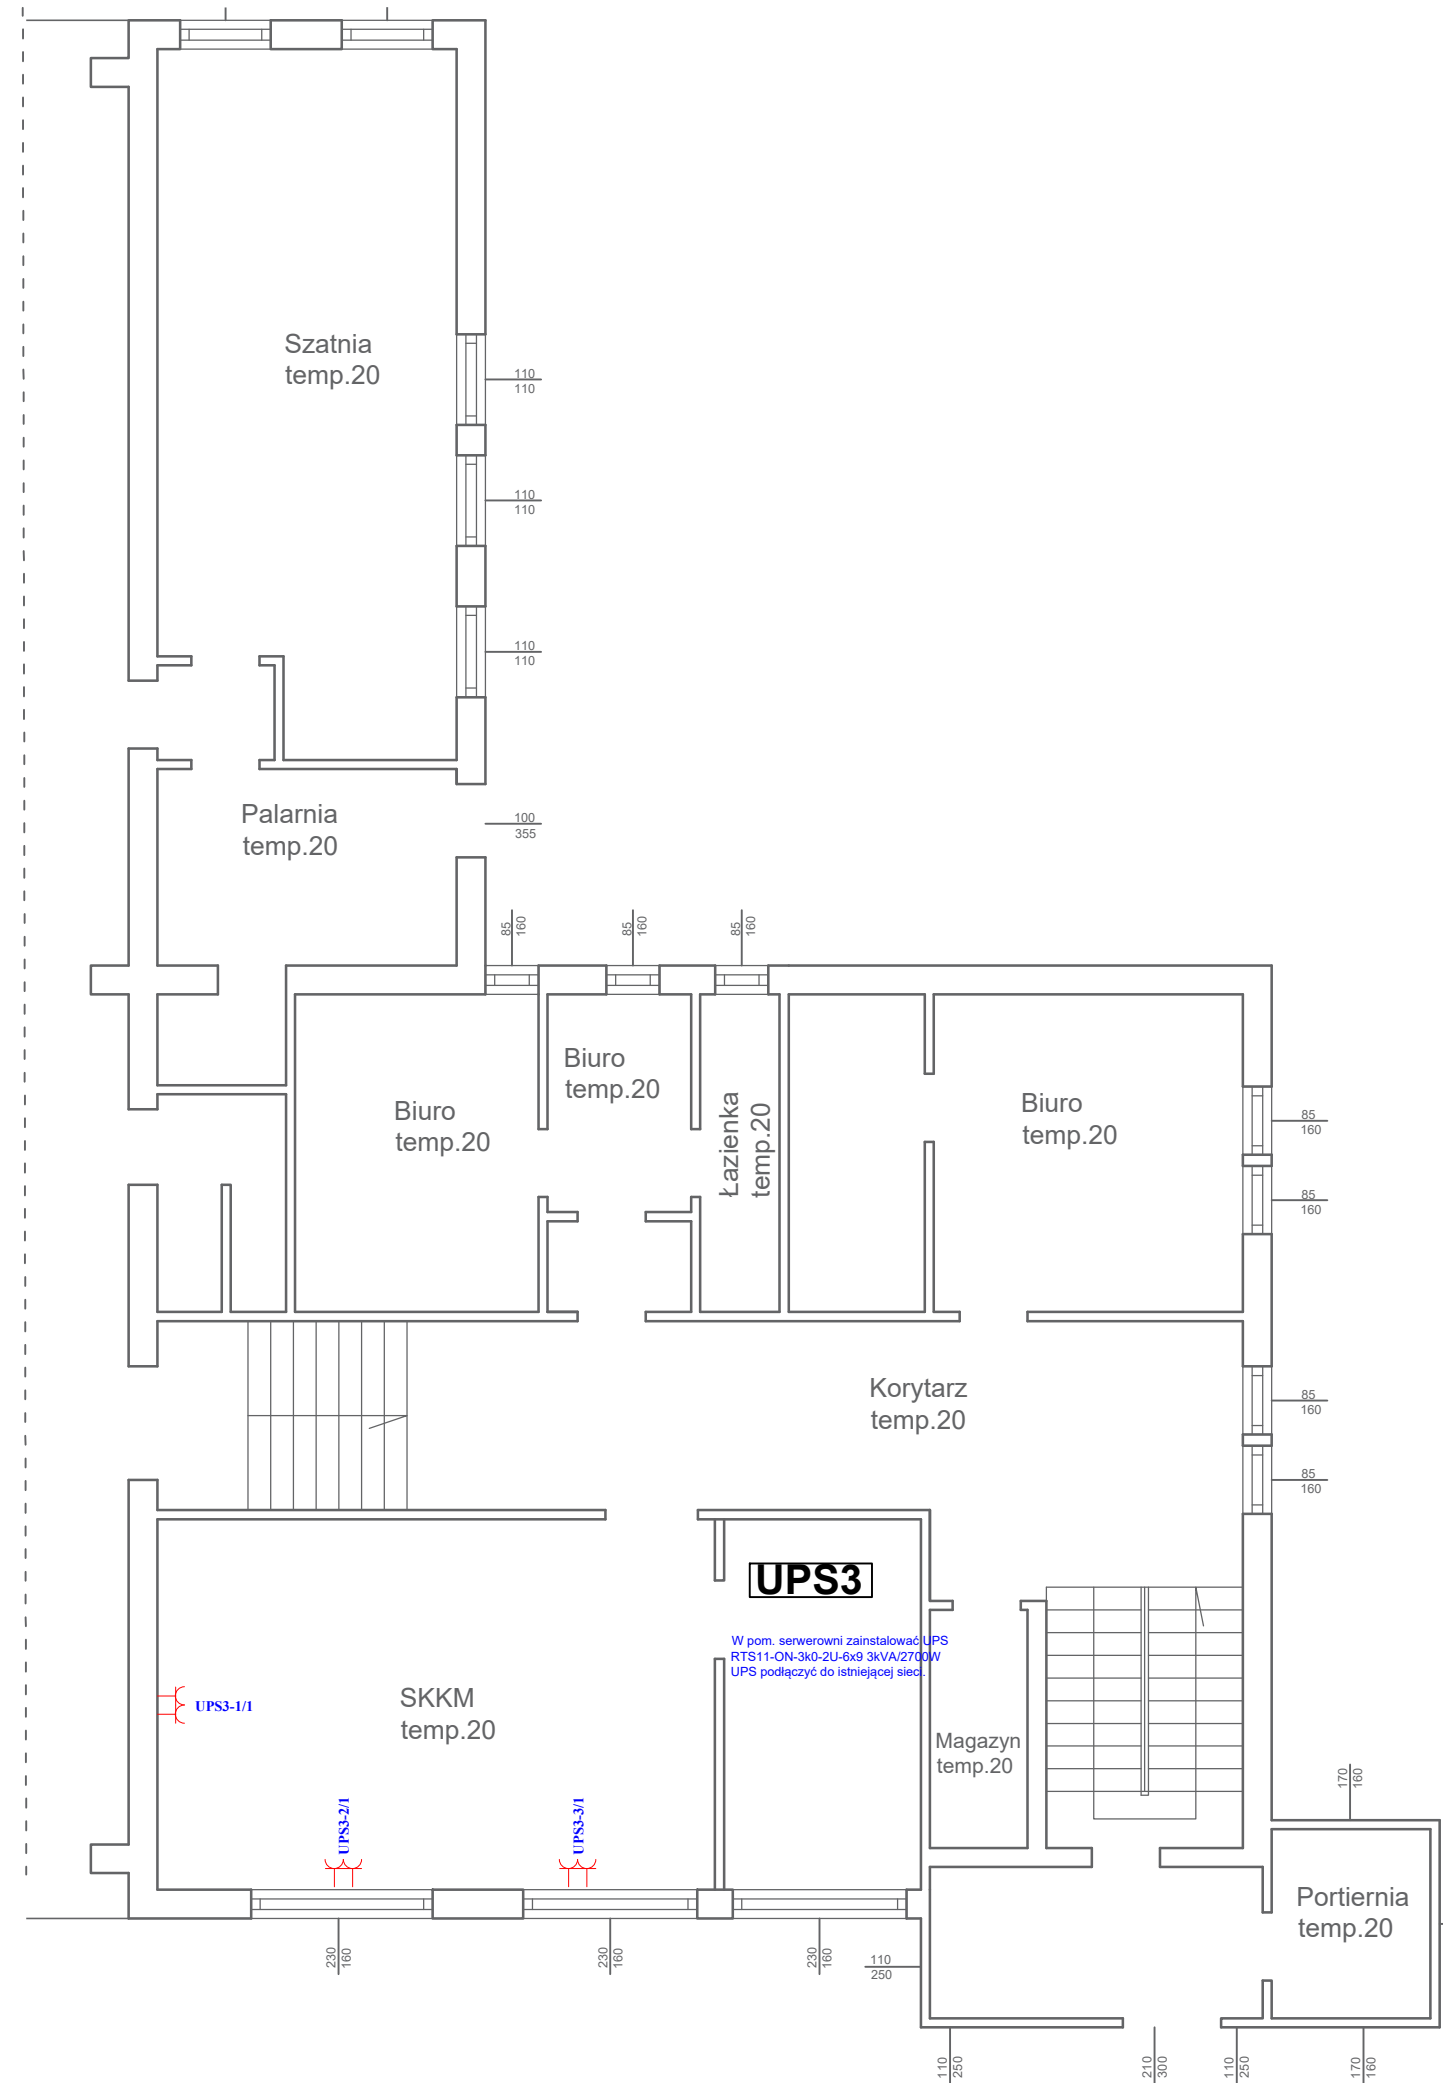 Szatnia
temp.20
110
110
110
110
110
110
Palarnia
temp.20
100
355
85
160
85
160
85
160
Biuro
temp.20
Biuro
temp.20
Łazienka
temp.20
Biuro
temp.20
85
160
85
160
Korytarz
temp.20
85
160
85
160
UPS3
W pom. serwerowni zainstalować UPS
RTS11-ON-3k0-2U-6x9 3kVA/2700W
UPS podłączyć do istniejącej sieci.
UPS3-1/1
SKKM
temp.20
Magazyn
temp.20
UPS3-2/1
UPS3-3/1
170
160
Portiernia
temp.20
230
160
230
160
230
160
110
250
110
250
210
300
110
250
170
160